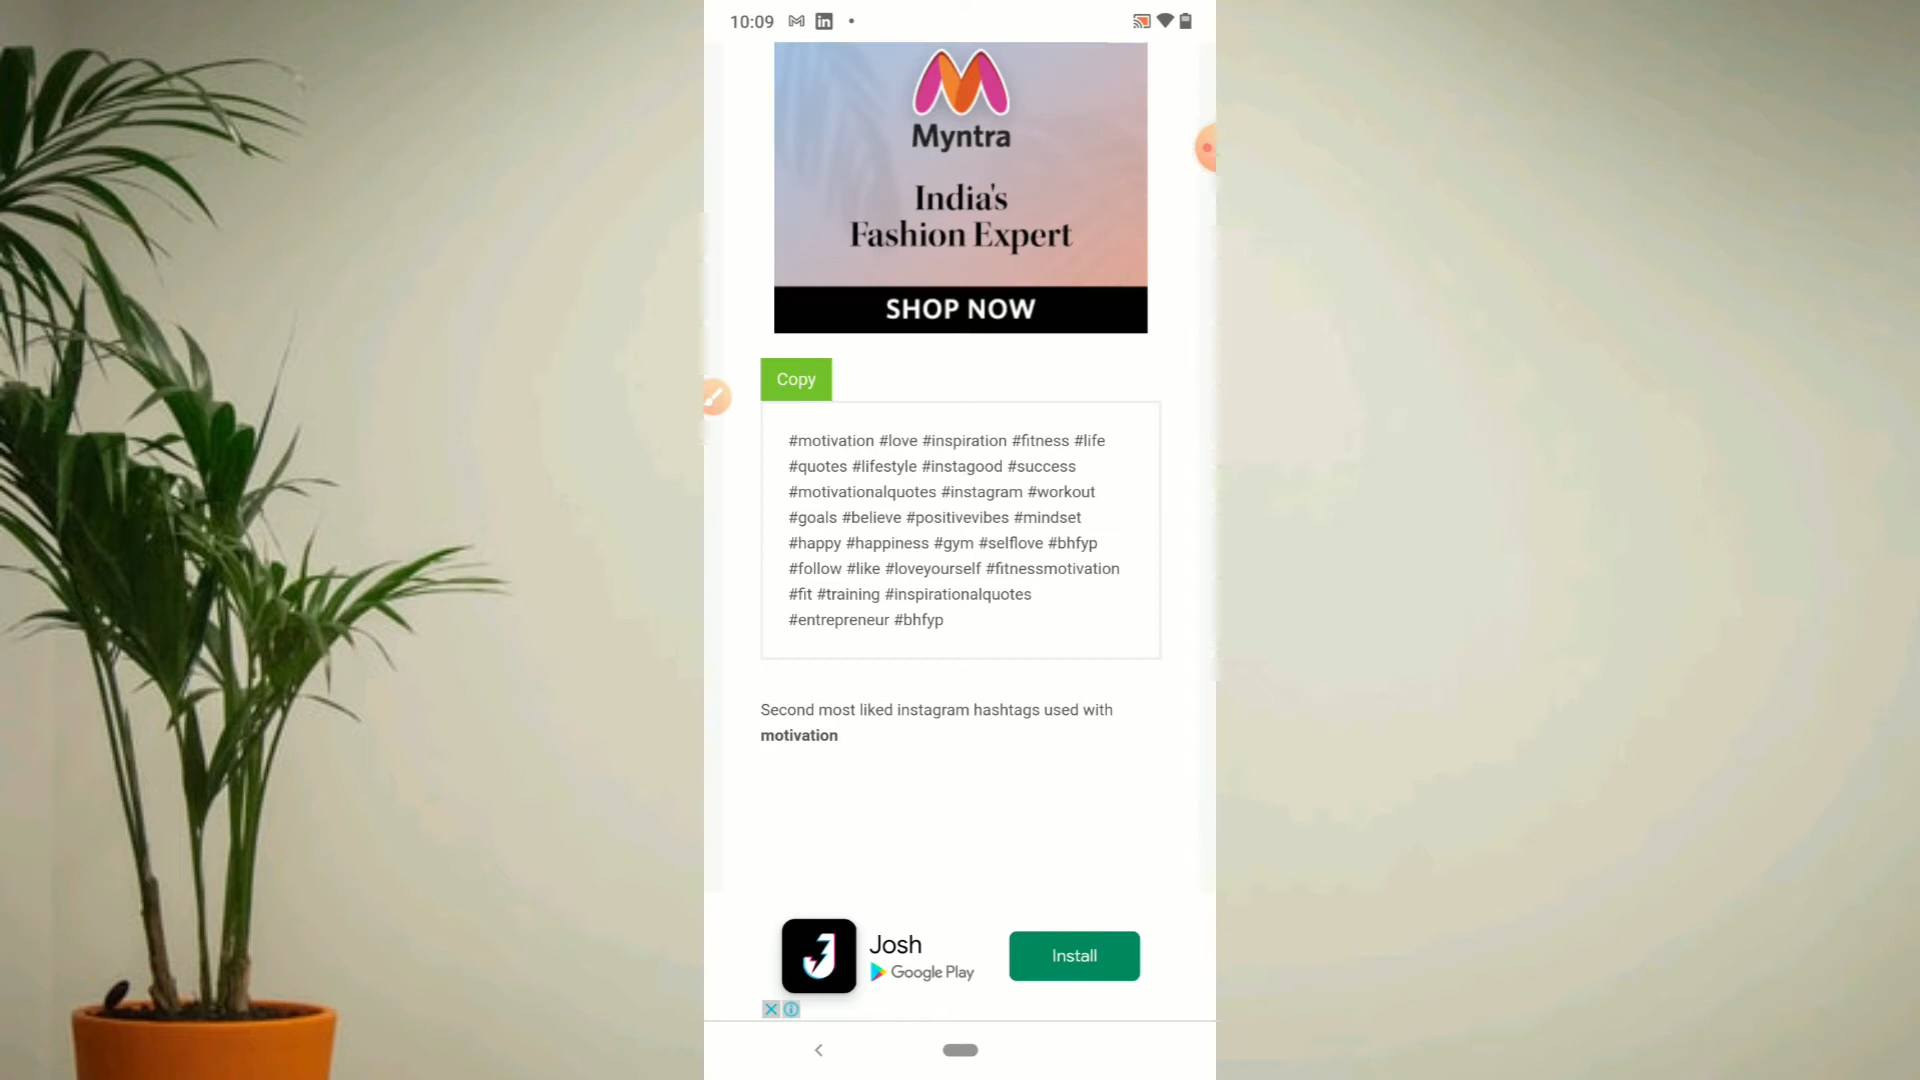 10:09
Myntra
India's
Fashion Expert
SHOP NOW
Copy
#motivation #love #inspiration #fitness #life
#quotes #lifestyle #instagood #success
#motivationalquotes #instagram #workout
#goals #believe #positivevibes #mindset
#happy #happiness #gym #selflove #bhfyp
#follow #like #loveyourself #fitnessmotivation
#fit #training #inspirationalquotes
#entrepreneur #bhfyp
Second most liked instagram hashtags used with
motivation
Josh
Google Play
Install